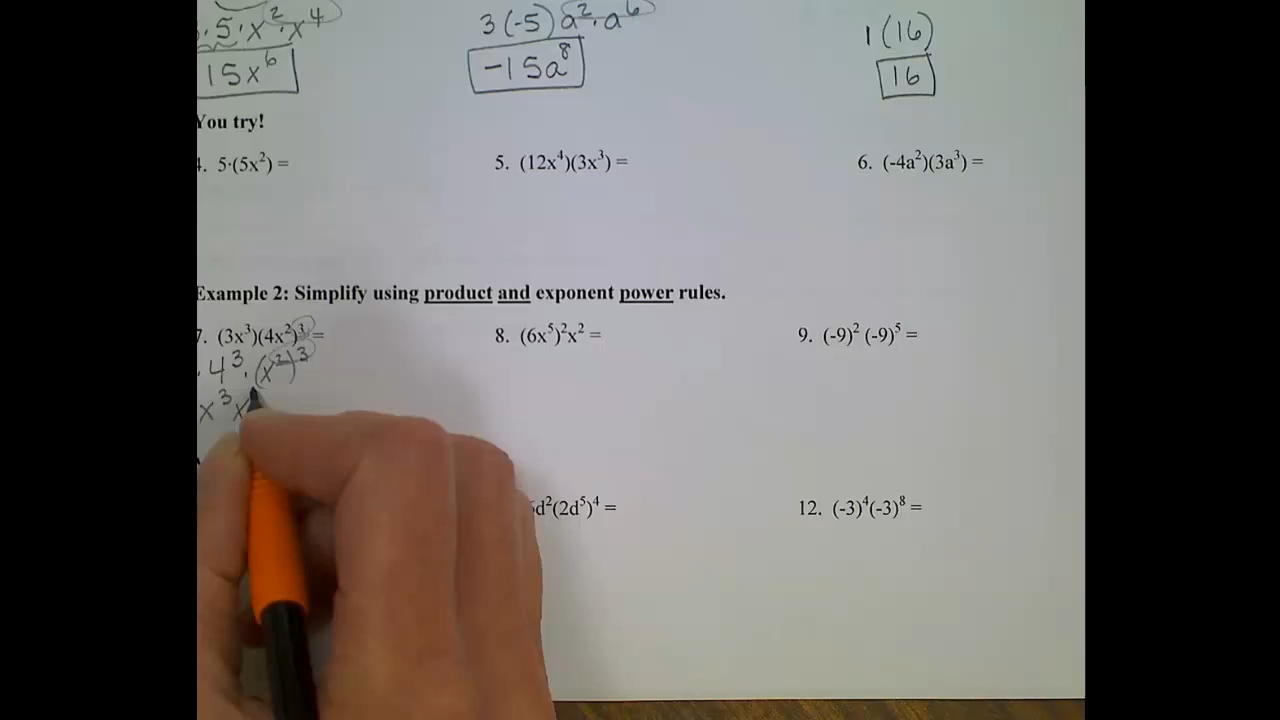 5·x²·x⁴ 3(-5)a²·a⁶ 1(16)
15x⁶ -15a⁸ 16
You try!
4. 5·(5x²) = 5. (12x⁴)(3x³) = 6. (-4a²)(3a³) =
Example 2: Simplify using product and exponent power rules.
7. (3x³)(4x²)³ = 8. (6x⁵)²x² = 9. (-9)² (-9)⁵ =
· 4³ · (x²)³
x³x
d²(2d⁵)⁴ = 12. (-3)⁴(-3)⁸ =